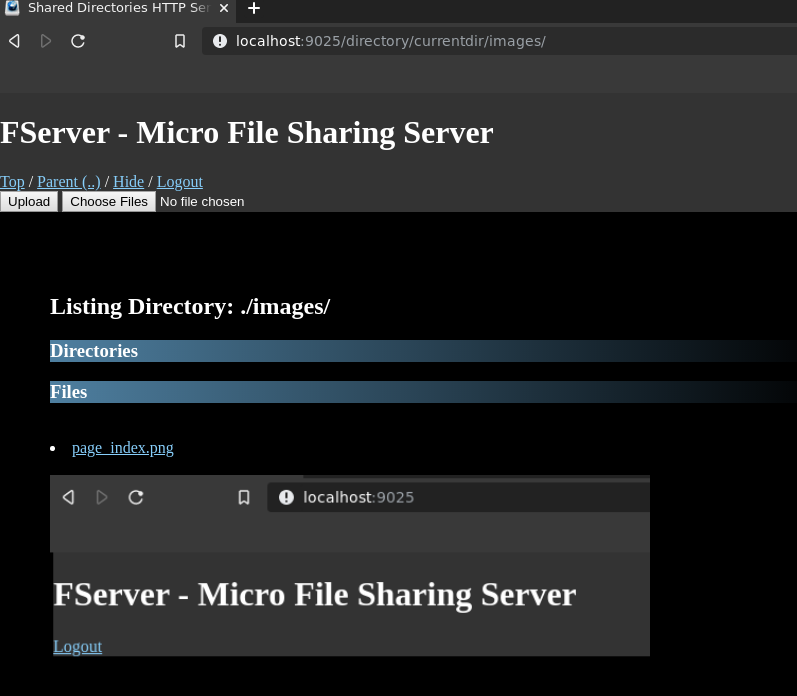 Shared Directories HTTP Ser
localhost:9025/directory/currentdir/images/
FServer - Micro File Sharing Server
Top / Parent (..) / Hide / Logout
Upload Choose Files No file chosen
Listing Directory: ./images/
Directories
Files
page_index.png
localhost:9025
FServer - Micro File Sharing Server
Logout